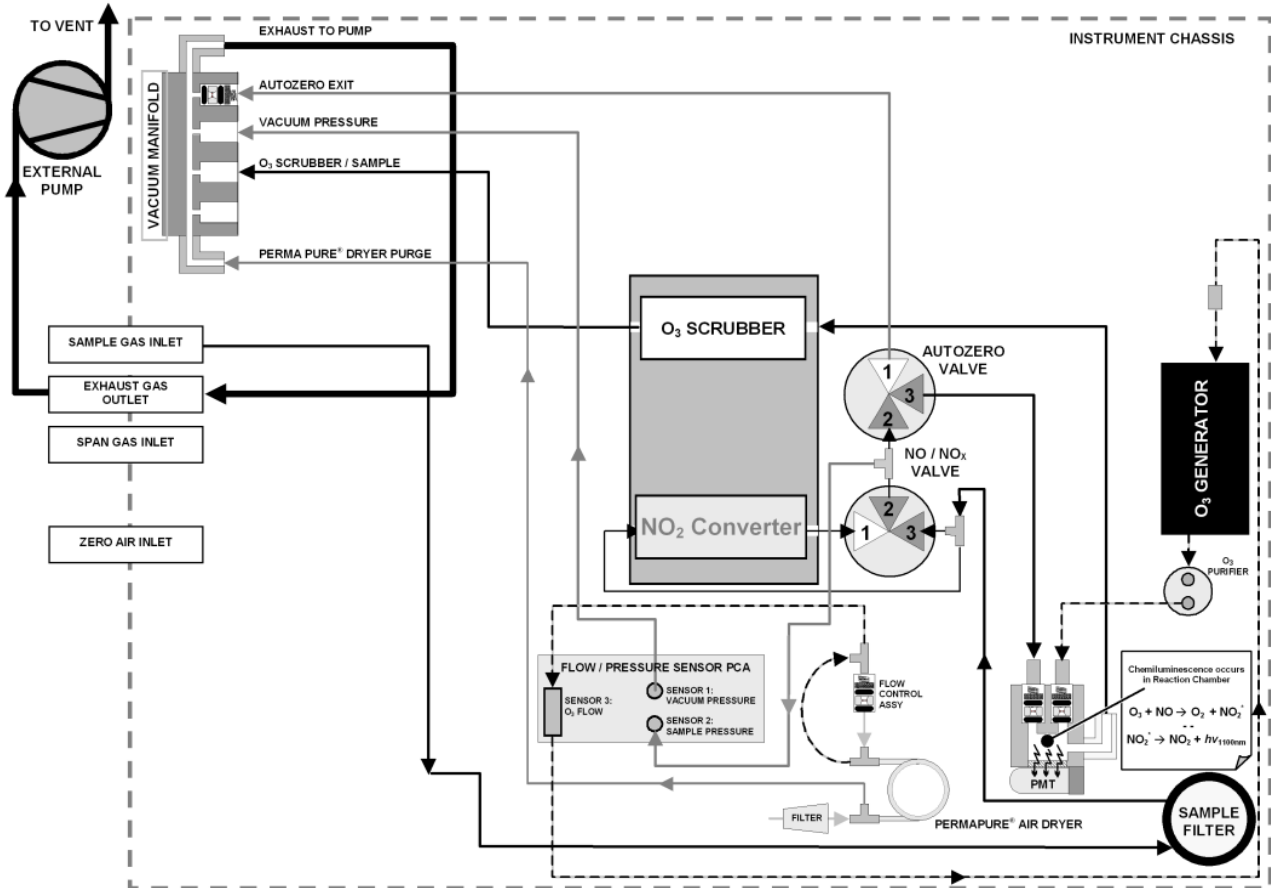 TO VENT
EXHAUST TO PUMP
INSTRUMENT CHASSIS
AUTOZERO EXIT
VACUUM MANIFOLD
VACUUM PRESSURE
O₃ SCRUBBER / SAMPLE
EXTERNAL
PUMP
PERMA PURE® DRYER PURGE
SAMPLE GAS INLET
EXHAUST GAS
OUTLET
SPAN GAS INLET
ZERO AIR INLET
O₃ SCRUBBER
AUTOZERO
VALVE
1
3
2
NO / NOX
VALVE
NO₂ Converter
2
1
3
O₃ GENERATOR
O₃
PURIFIER
FLOW / PRESSURE SENSOR PCA
SENSOR 3:
O₃ FLOW
SENSOR 1:
VACUUM PRESSURE
SENSOR 2:
SAMPLE PRESSURE
FLOW
CONTROL
ASSY
Chemiluminescence occurs
in Reaction Chamber
O₃ + NO → O₂ + NO₂*
NO₂* → NO₂ + hv1100nm
PMT
FILTER
PERMAPURE® AIR DRYER
SAMPLE
FILTER